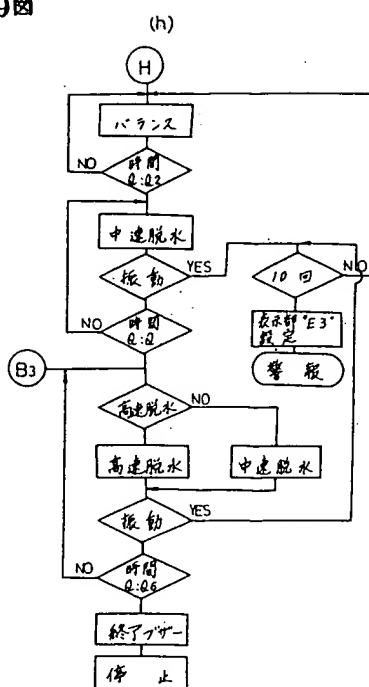 9図
(h)
H
バランス
NO
時間
Q:Q2
中速脱水
振動
YES
10回
NO
NO
時間
Q:Q
表示部"E3"
設定
警報
B3
高速脱水
NO
高速脱水
中速脱水
振動
YES
NO
時間
Q:Q6
終了ブザー
停止